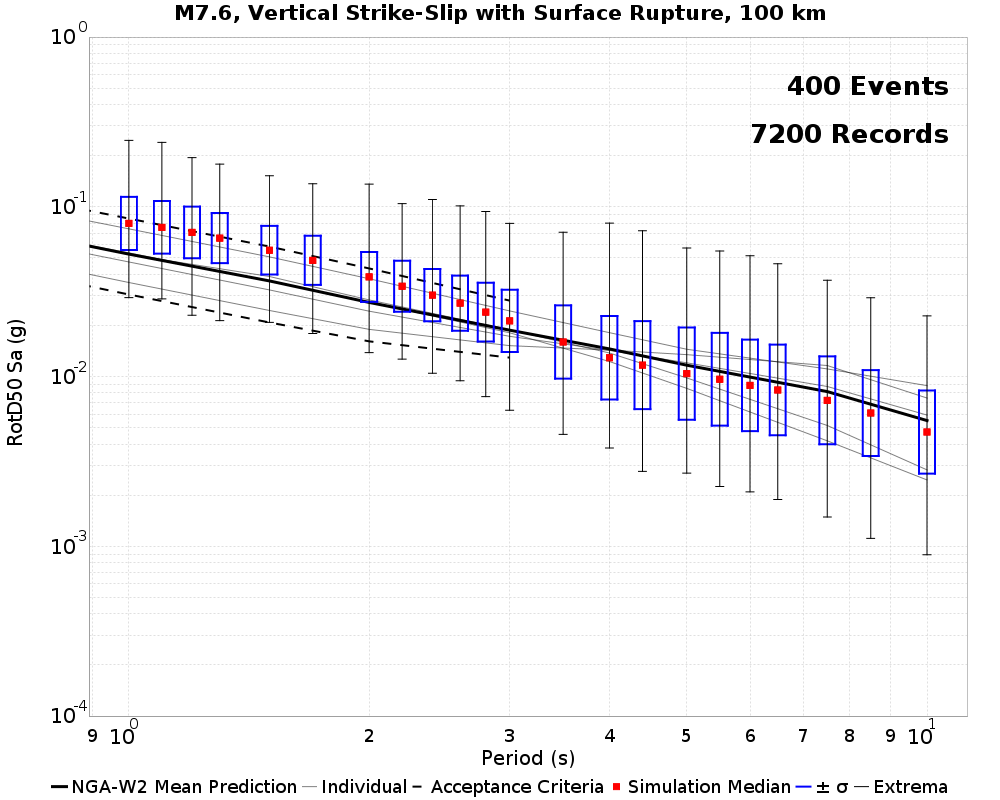 M7.6, Vertical Strike-Slip with Surface Rupture, 100 km
400 Events
7200 Records
RotD50 Sa (g)
10^0
10^-1
10^-2
10^-3
10^-4
9 10^0 2 3 4 5 6 7 8 9 10^1
Period (s)
NGA-W2 Mean Prediction Individual Acceptance Criteria Simulation Median ± σ Extrema